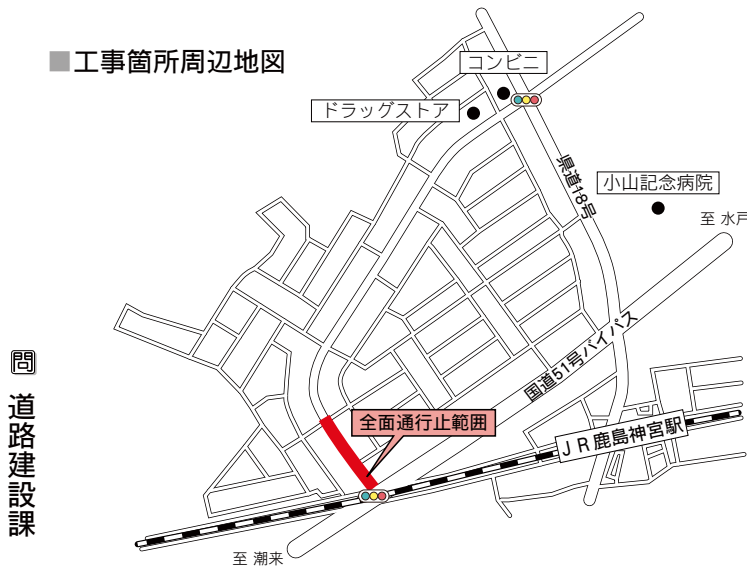 ■工事箇所周辺地図
コンビニ
ドラッグストア
県道18号
小山記念病院
至 水戸
国道51号バイパス
全面通行止範囲
JR鹿島神宮駅
至 潮来
問 道路建設課